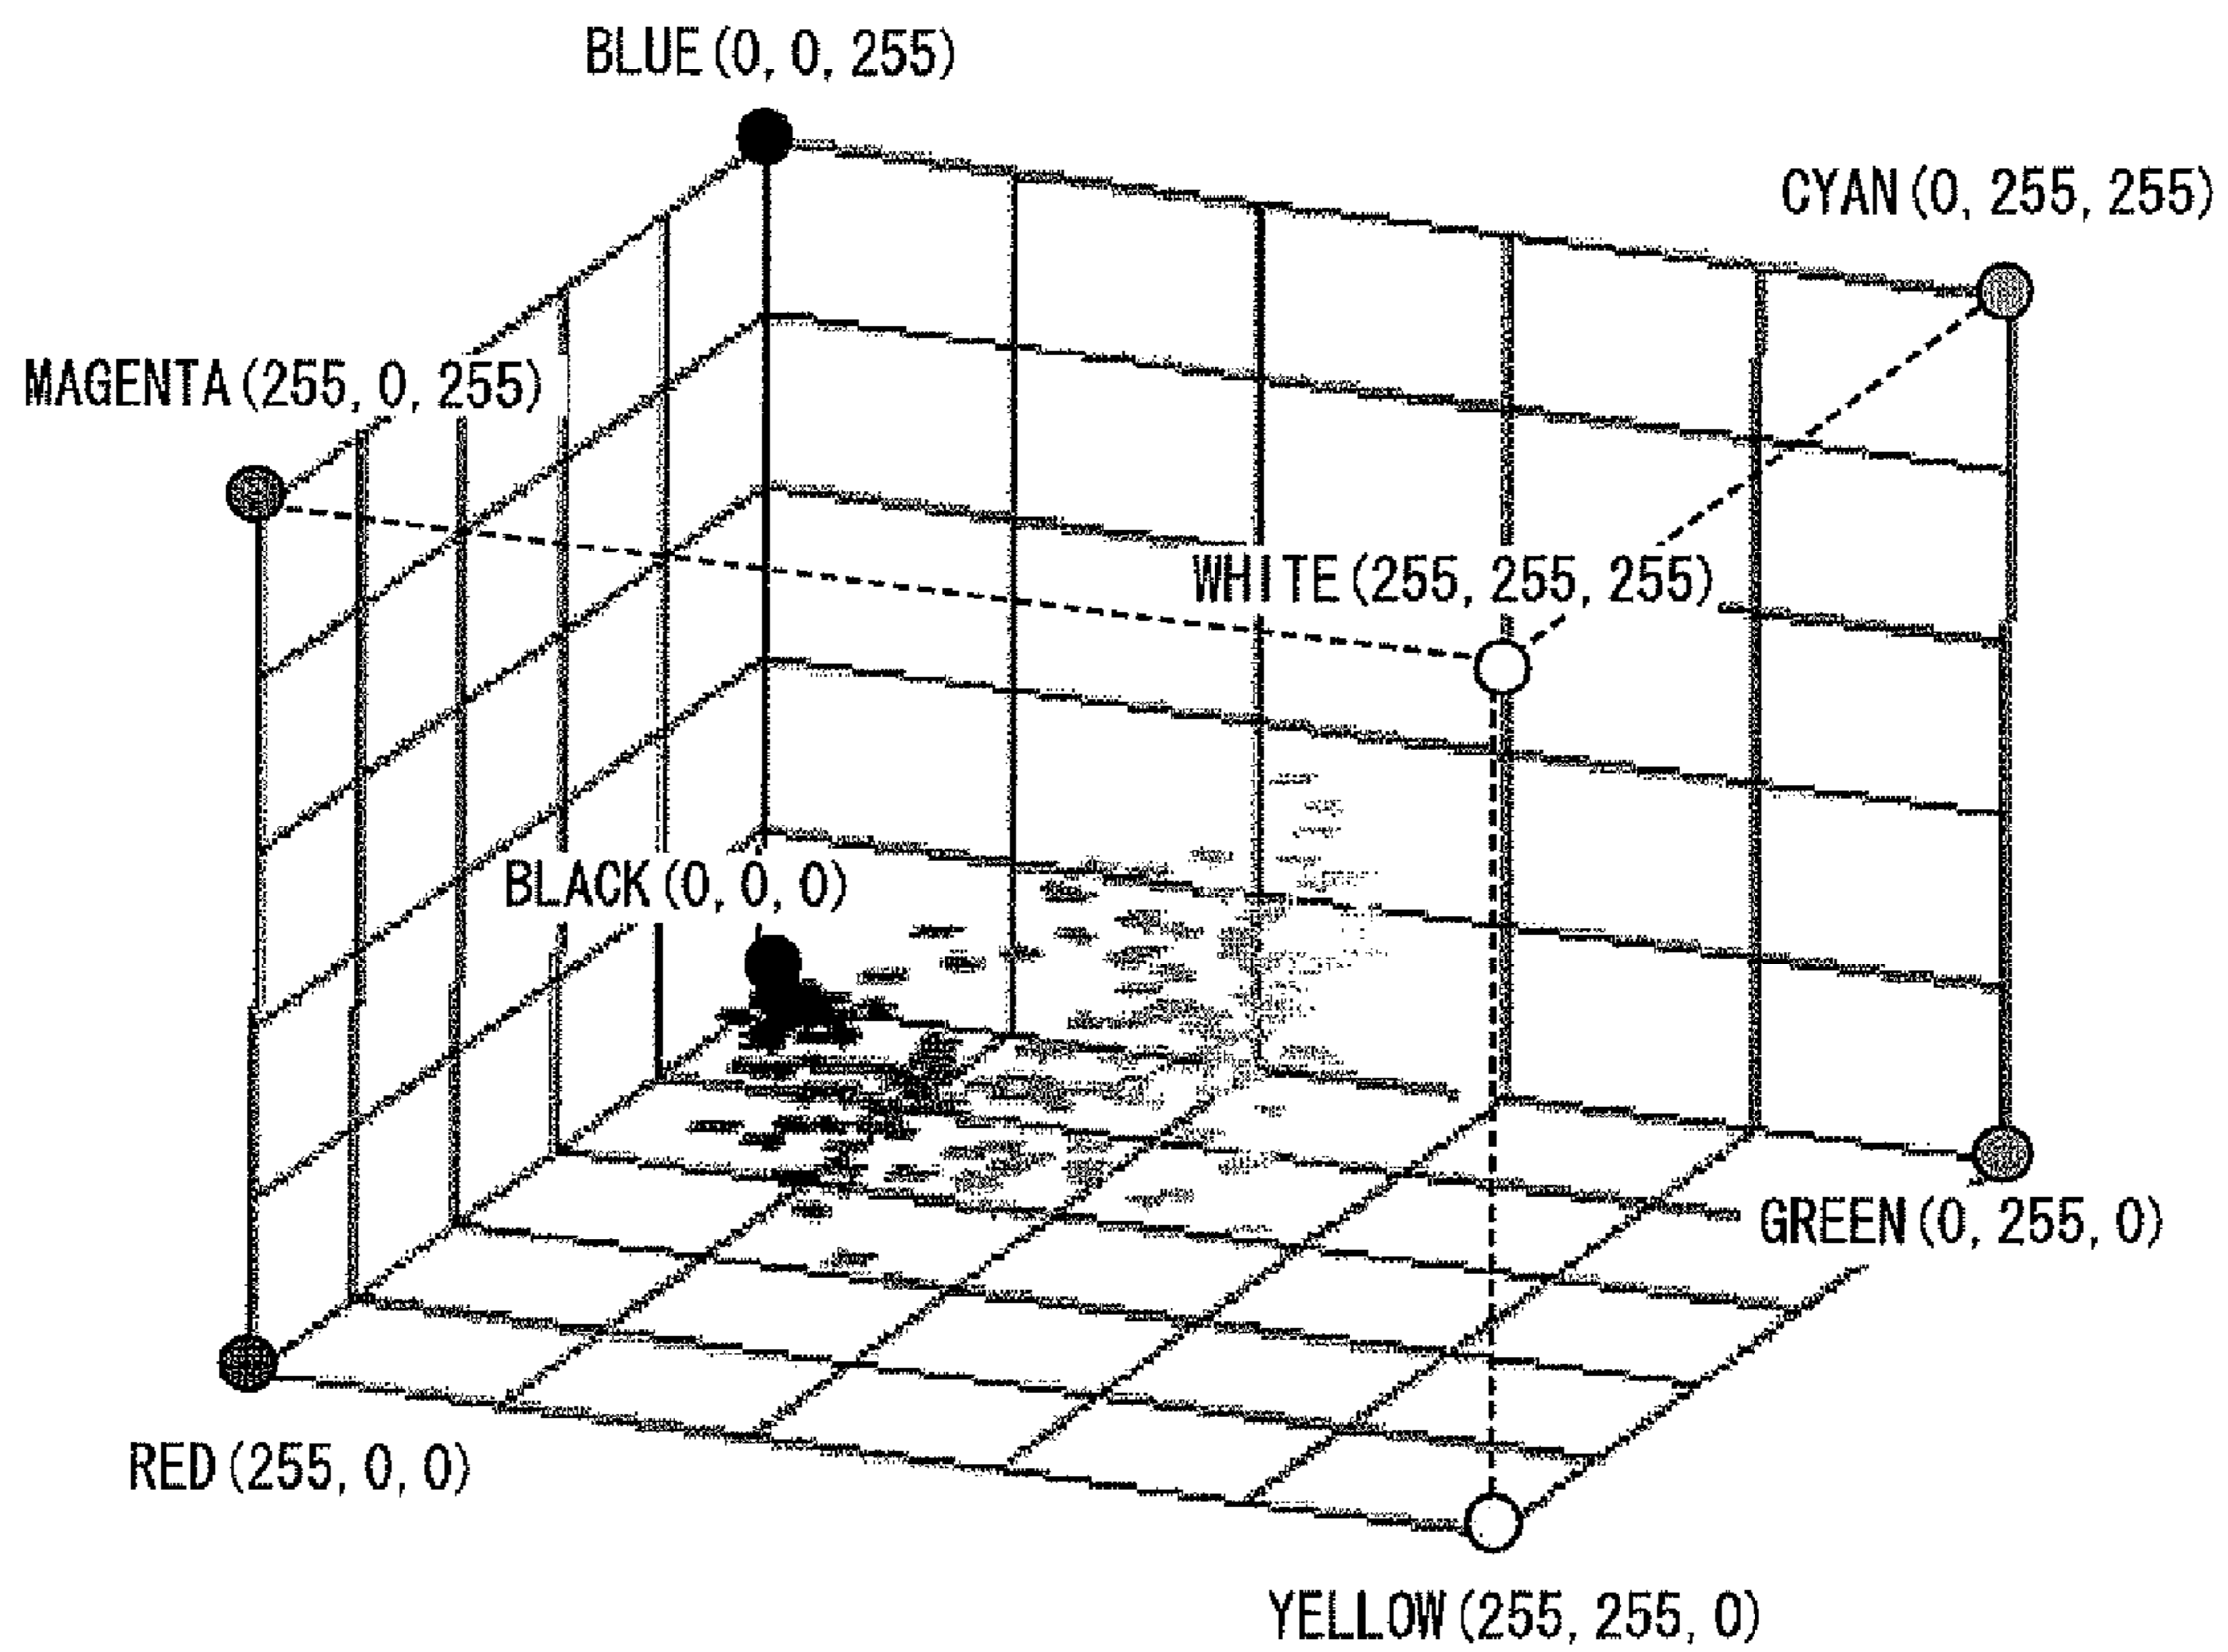 BLUE(0, 0, 255)
CYAN(0, 255, 255)
MAGENTA(255, 0, 255)
WHITE(255, 255, 255)
BLACK(0, 0, 0)
GREEN(0, 255, 0)
RED(255, 0, 0)
YELLOW(255, 255, 0)